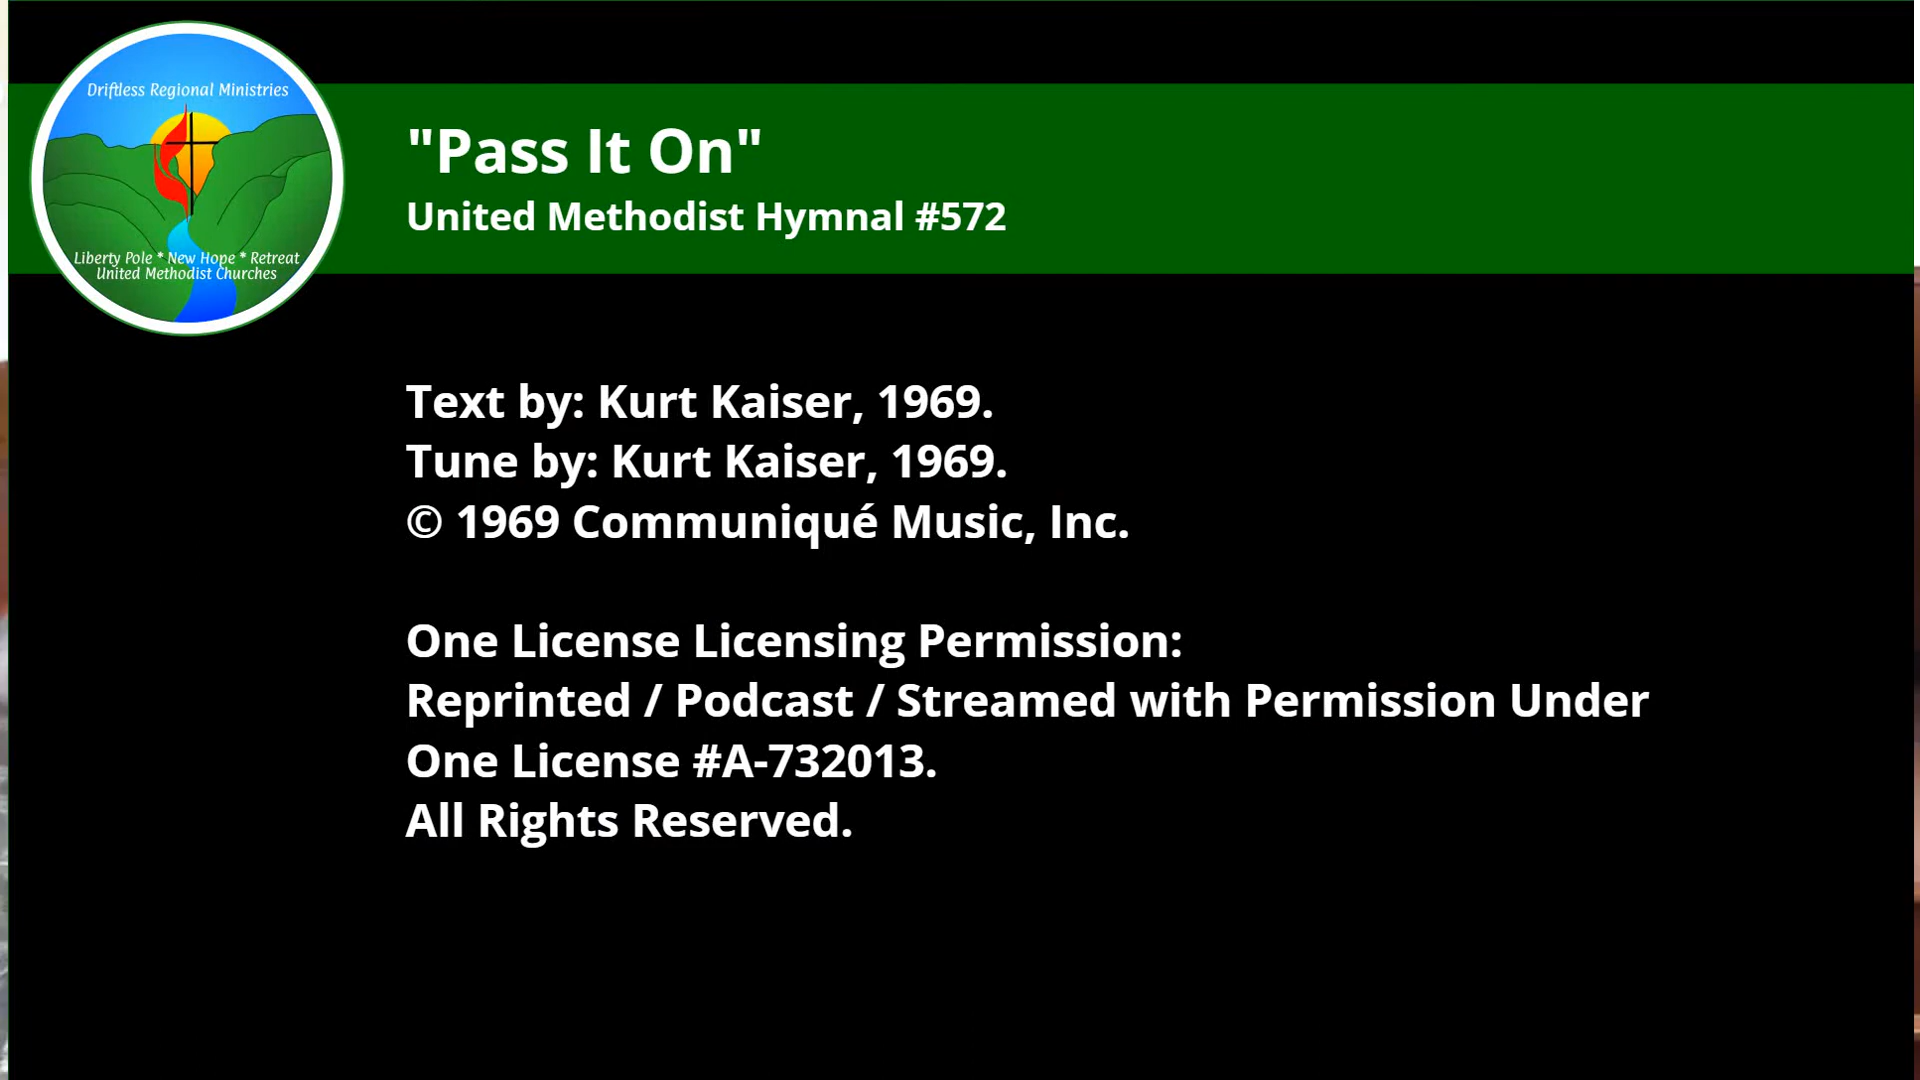 Driftless Regional Ministries
Liberty Pole * New Hope * Retreat
United Methodist Churches
"Pass It On"
United Methodist Hymnal #572
Text by: Kurt Kaiser, 1969.
Tune by: Kurt Kaiser, 1969.
© 1969 Communiqué Music, Inc.
One License Licensing Permission:
Reprinted / Podcast / Streamed with Permission Under
One License #A-732013.
All Rights Reserved.